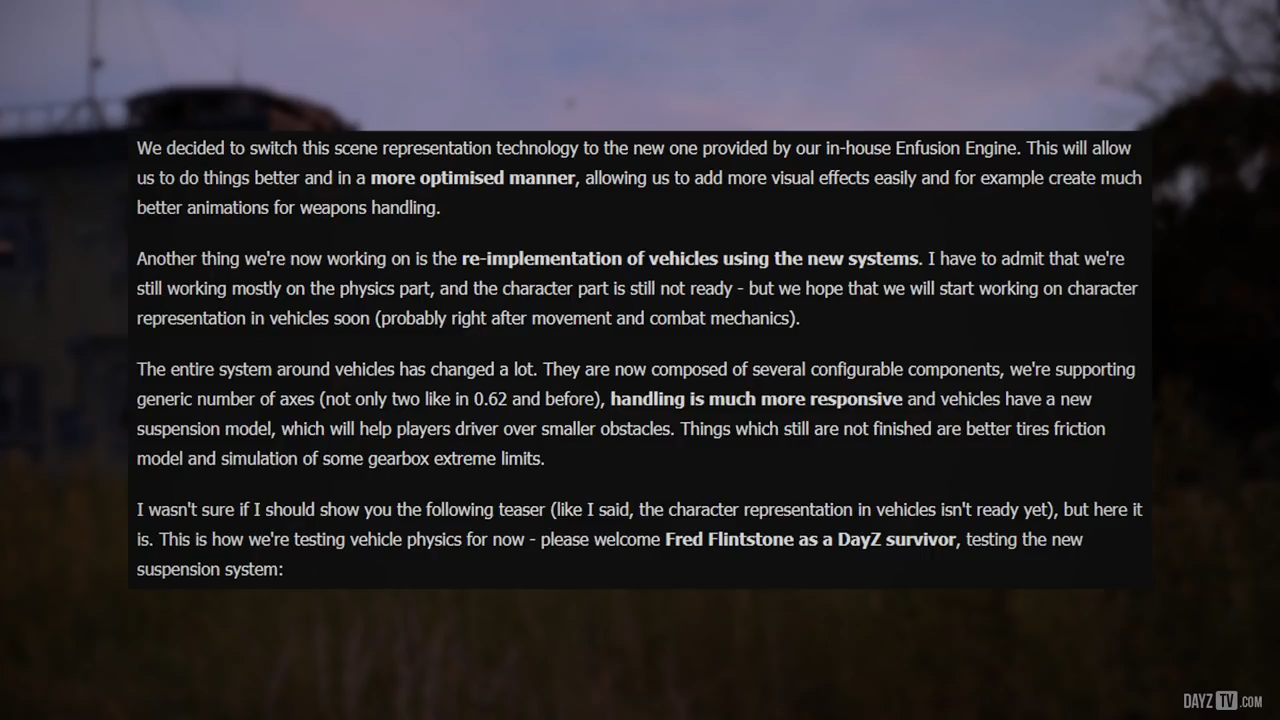 We decided to switch this scene representation technology to the new one provided by our in-house Enfusion Engine. This will allow
us to do things better and in a more optimised manner, allowing us to add more visual effects easily and for example create much
better animations for weapons handling.
Another thing we're now working on is the re-implementation of vehicles using the new systems. I have to admit that we're
still working mostly on the physics part, and the character part is still not ready - but we hope that we will start working on character
representation in vehicles soon (probably right after movement and combat mechanics).
The entire system around vehicles has changed a lot. They are now composed of several configurable components, we're supporting
generic number of axes (not only two like in 0.62 and before), handling is much more responsive and vehicles have a new
suspension model, which will help players driver over smaller obstacles. Things which still are not finished are better tires friction
model and simulation of some gearbox extreme limits.
I wasn't sure if I should show you the following teaser (like I said, the character representation in vehicles isn't ready yet), but here it
is. This is how we're testing vehicle physics for now - please welcome Fred Flintstone as a DayZ survivor, testing the new
suspension system:
DAYZ TV .COM